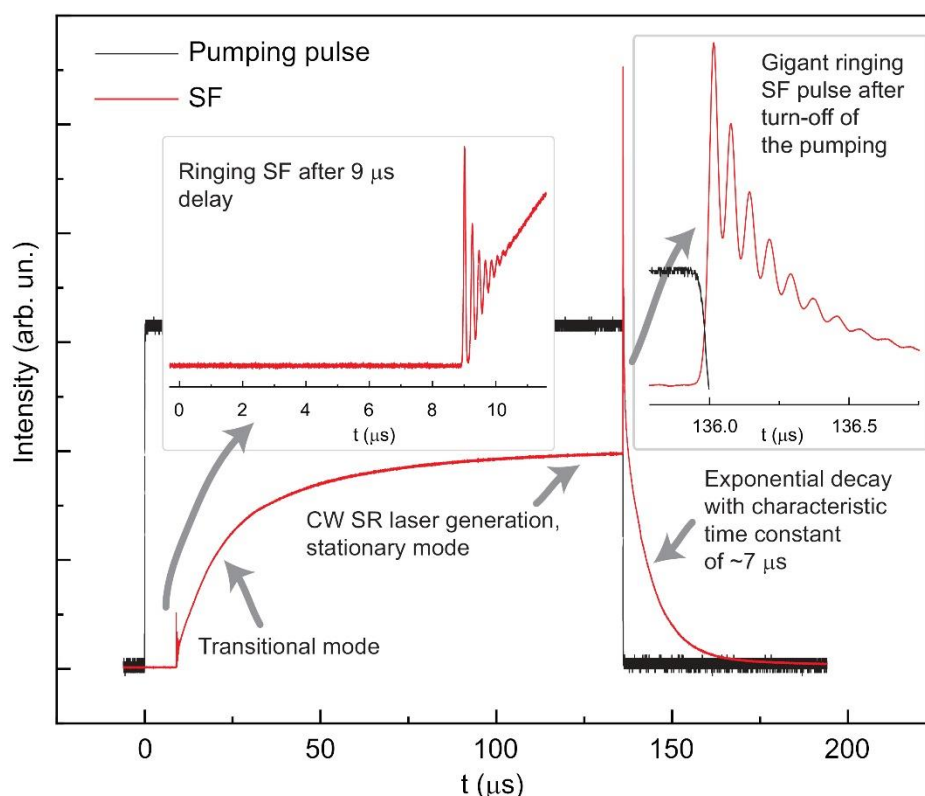 Pumping pulse
SF
Gigant ringing
SF pulse after
turn-off of
the pumping
Ringing SF after 9 μs
delay
0 2 4 6 8 10
t (μs)
136.0 136.5
t (μs)
Intensity (arb. un.)
CW SR laser generation,
stationary mode
Exponential decay
with characteristic
time constant
of ~7 μs
Transitional mode
0 50 100 150 200
t (μs)